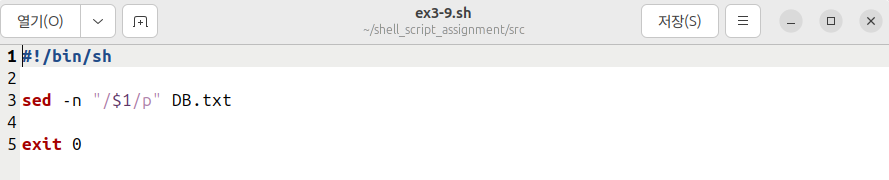 열기(O)
ex3-9.sh
~/shell_script_assignment/src
저장(S)
1 #!/bin/sh
2
3 sed -n "/$1/p" DB.txt
4
5 exit 0